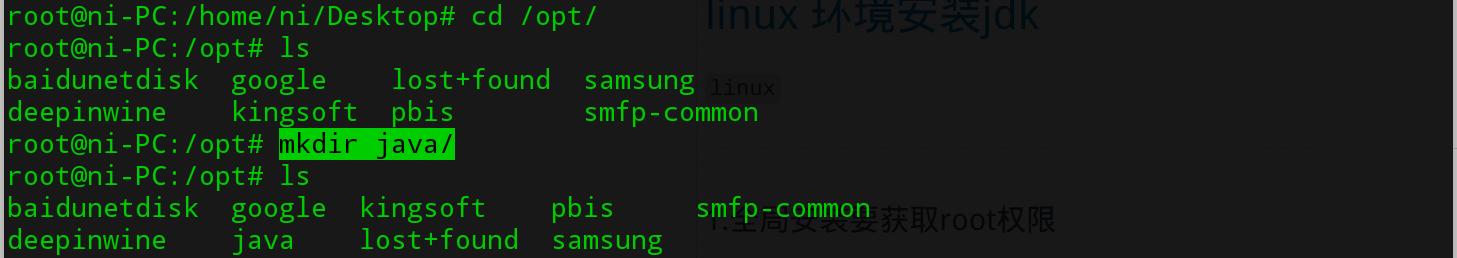 root@ni-PC:/home/ni/Desktop# cd /opt/
root@ni-PC:/opt# ls
baidunetdisk  google    lost+found  samsung
deepinwine    kingsoft  pbis        smfp-common
root@ni-PC:/opt# mkdir java/
root@ni-PC:/opt# ls
baidunetdisk  google  kingsoft    pbis     smfp-common
deepinwine    java    lost+found  samsung
linux 环境安装jdk
linux
1.全局安装要获取root权限